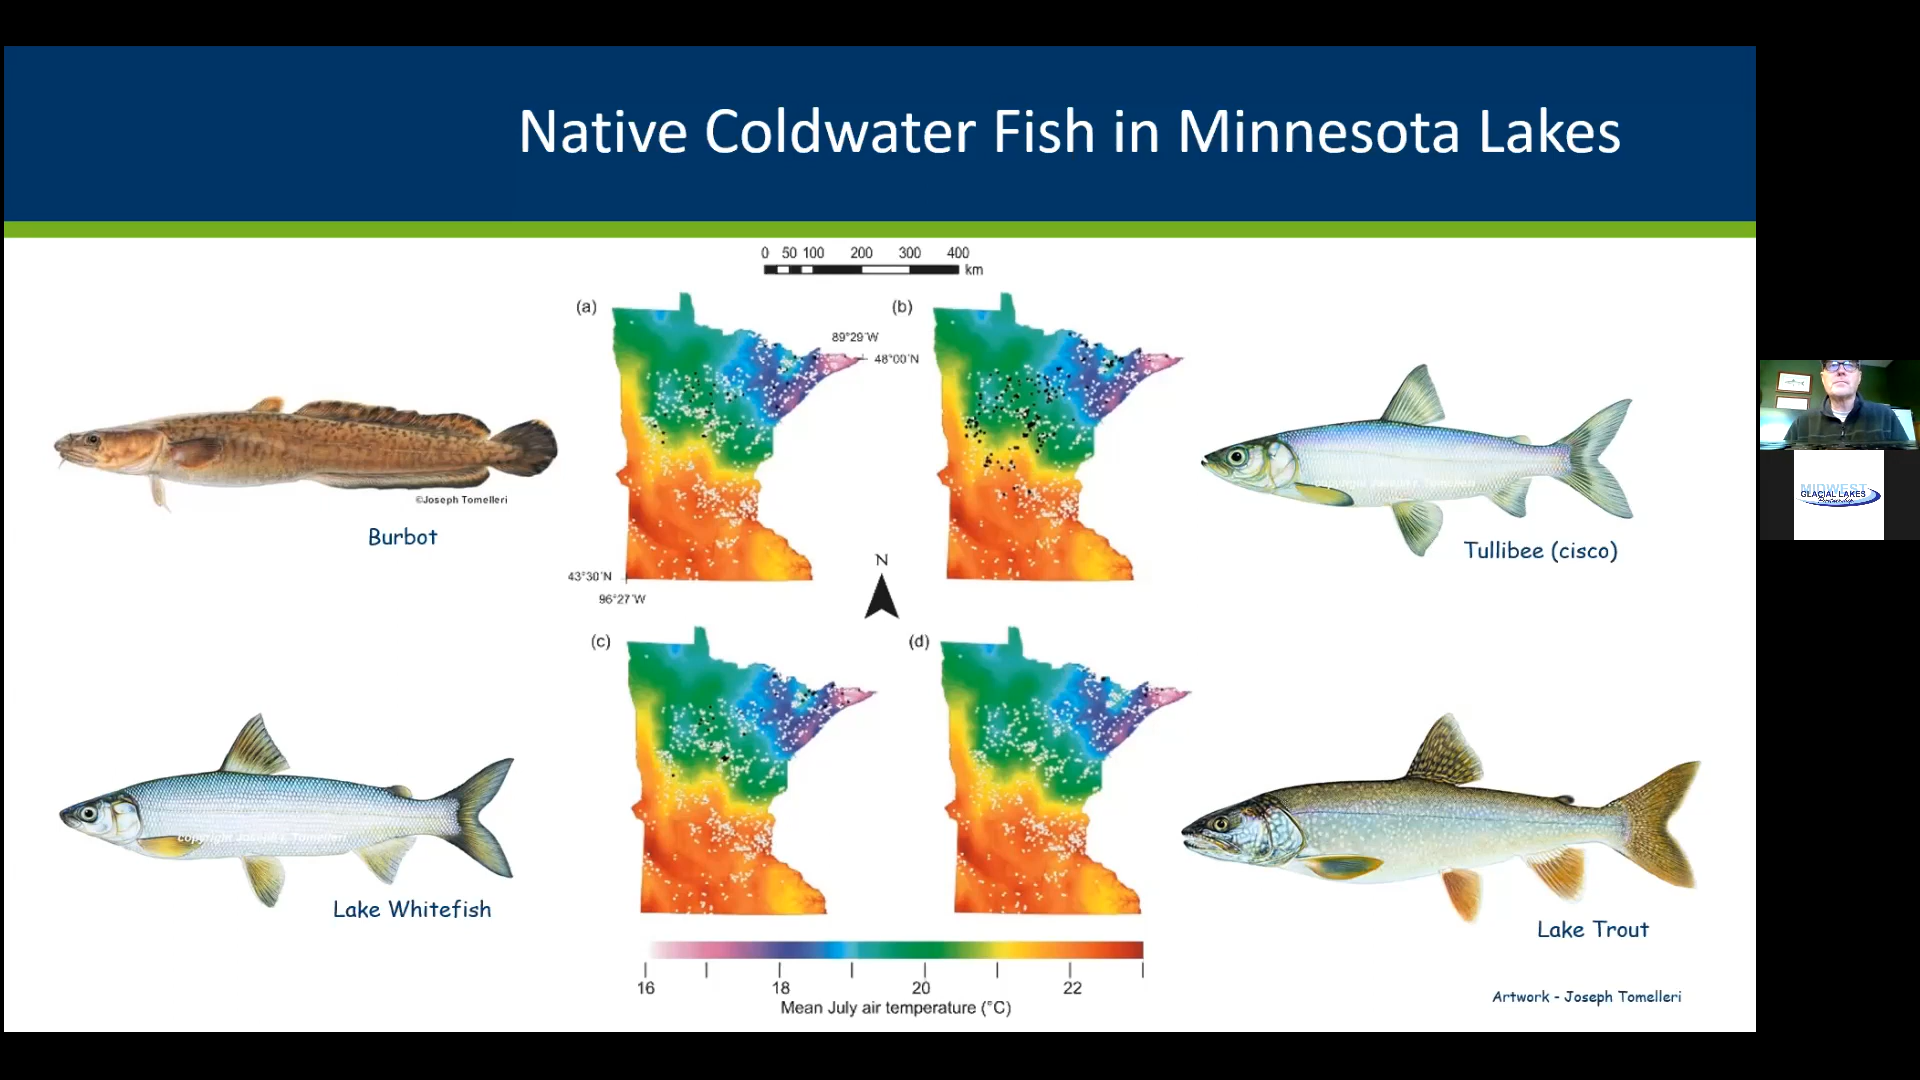 Native Coldwater Fish in Minnesota Lakes
0 50 100 200 300 400
km
(a)
(b)
89°29'W
48°00'N
©Joseph Tomelleri
Burbot
Tullibee (cisco)
N
43°30'N
96°27'W
(c)
(d)
Lake Whitefish
Lake Trout
16 18 20 22
Mean July air temperature (°C)
Artwork - Joseph Tomelleri
MIDWEST
GLACIAL LAKES
Partnership